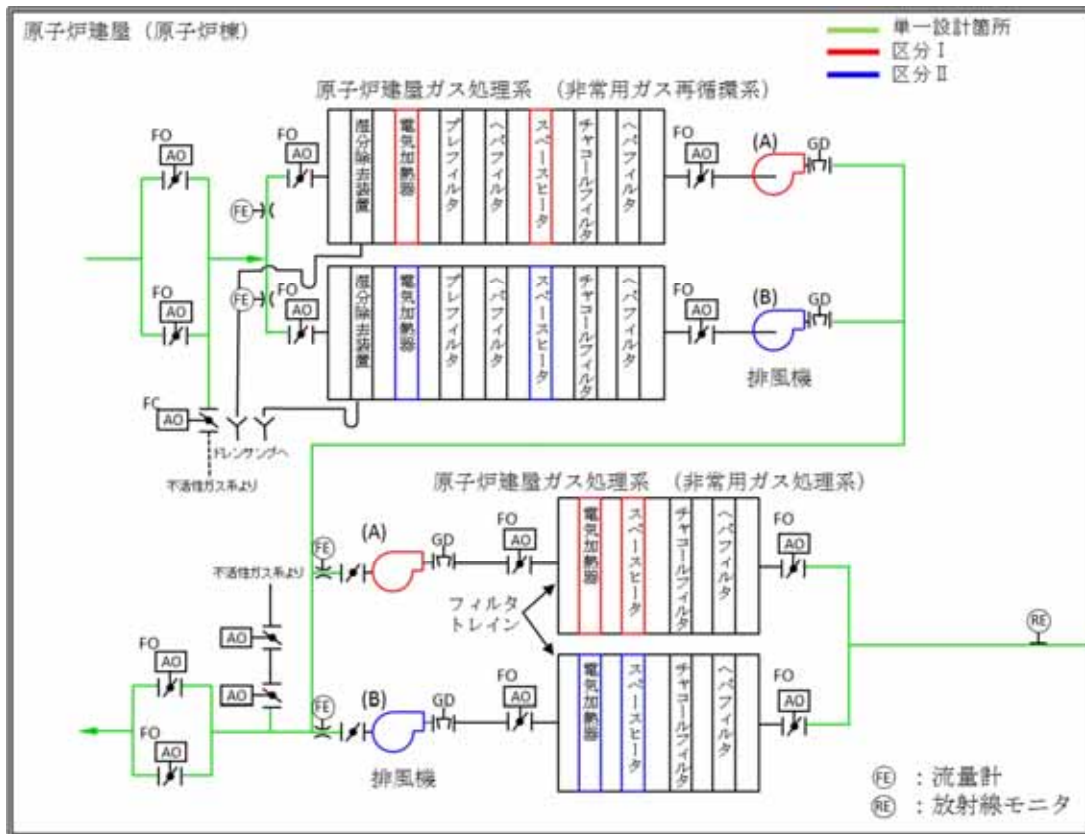 原子炉建屋（原子炉棟）
単一設計箇所
区分Ⅰ
区分Ⅱ
原子炉建屋ガス処理系（非常用ガス再循環系）
FO
AO
FO
AO
湿分除去装置
電気加熱器
プレフィルタ
ヘパフィルタ
スペースヒータ
チャコールフィルタ
ヘパフィルタ
FO
AO
(A)
GD
FE
FO
AO
FE
FO
AO
湿分除去装置
電気加熱器
プレフィルタ
ヘパフィルタ
スペースヒータ
チャコールフィルタ
ヘパフィルタ
FO
AO
(B)
GD
排風機
FC
AO
ドレンサンプへ
不活性ガス系より
原子炉建屋ガス処理系（非常用ガス処理系）
FE
(A)
GD
FO
AO
電気加熱器
スペースヒータ
チャコールフィルタ
ヘパフィルタ
FO
AO
不活性ガス系より
フィルタ
トレイン
RE
AO
AO
FO
AO
FO
AO
FE
(B)
GD
FO
AO
電気加熱器
スペースヒータ
チャコールフィルタ
ヘパフィルタ
FO
AO
排風機
FE ：流量計
RE ：放射線モニタ